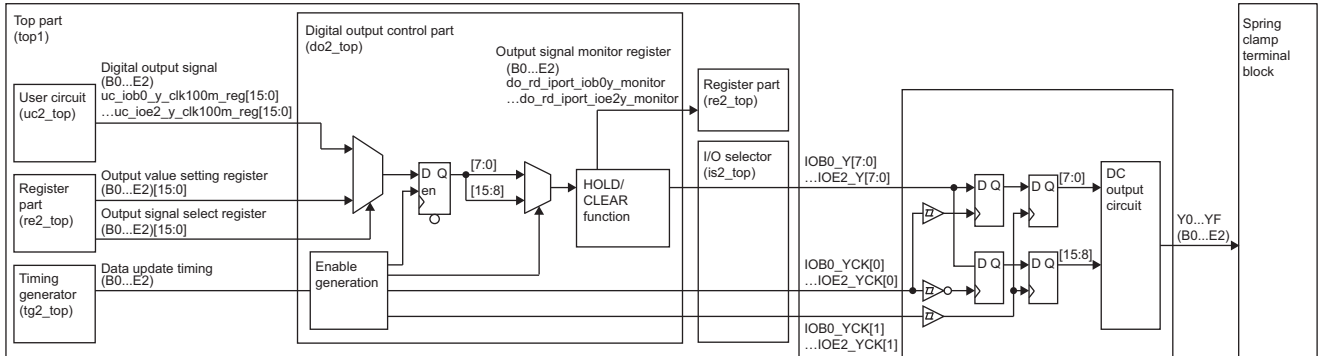 Top part
(top1)
Digital output control part
(do2_top)
Spring
clamp
terminal
block
Digital output signal
(B0...E2)
uc_iob0_y_clk100m_reg[15:0]
...uc_ioe2_y_clk100m_reg[15:0]
User circuit
(uc2_top)
Output signal monitor register
(B0...E2)
do_rd_iport_iob0y_monitor
...do_rd_iport_ioe2y_monitor
Register part
(re2_top)
Register
part
(re2_top)
Output value setting register
(B0...E2)[15:0]
Output signal select register
(B0...E2)[15:0]
D Q
en
[7:0]
[15:8]
HOLD/
CLEAR
function
I/O selector
(is2_top)
IOB0_Y[7:0]
...IOE2_Y[7:0]
D Q
D Q
[7:0]
DC
output
circuit
Y0...YF
(B0...E2)
Timing
generator
(tg2_top)
Data update timing
(B0...E2)
Enable
generation
IOB0_YCK[0]
...IOE2_YCK[0]
D Q
D Q
[15:8]
IOB0_YCK[1]
...IOE2_YCK[1]